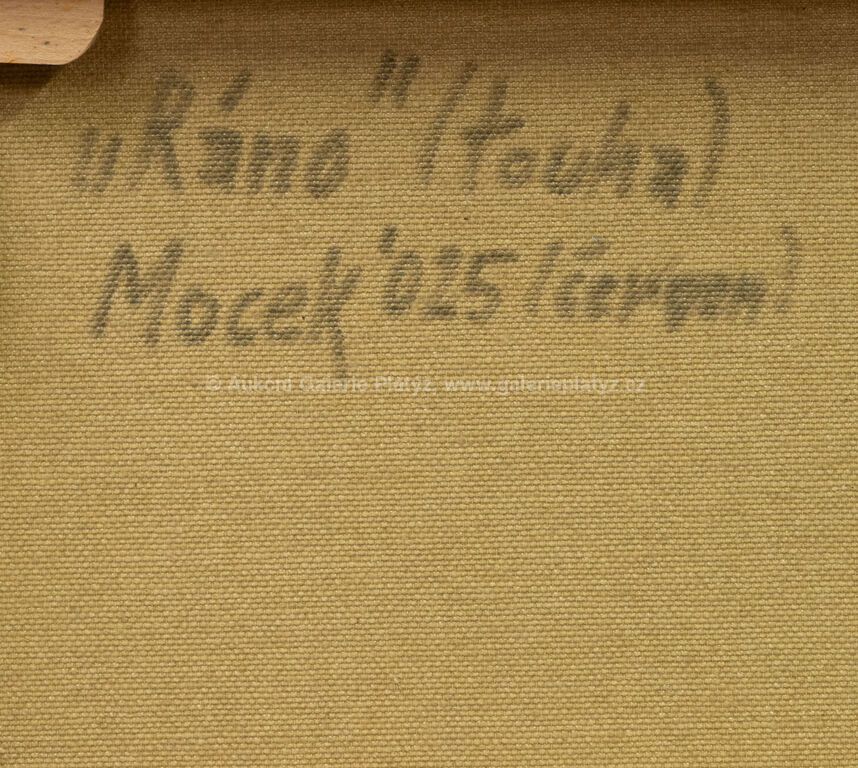 „Ráno" (touha)
Mocek '025 (červen)
© Aukční Galerie Platýz, www.galerieplatyz.cz